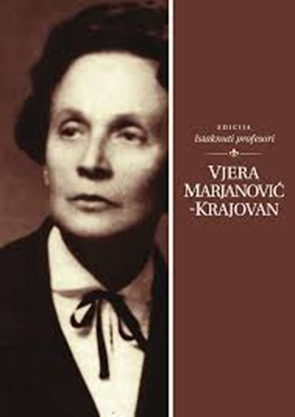 EDICIJA
Istaknuti profesori
VJERA
MARJANOVIĆ
-KRAJOVAN